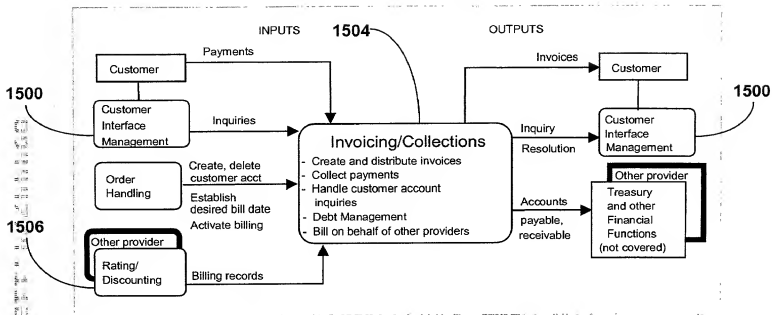 INPUTS
1504
OUTPUTS
Payments
Invoices
Customer
Customer
1500
1500
Customer
Interface
Management
Inquiries
Invoicing/Collections
- Create and distribute invoices
- Collect payments
- Handle customer account
inquiries
- Debt Management
- Bill on behalf of other providers
Inquiry
Resolution
Customer
Interface
Management
Order
Handling
Create, delete
customer acct
Establish
desired bill date
Activate billing
Accounts
payable,
receivable
Other provider
Treasury
and other
Financial
Functions
(not covered)
1506
Other provider
Rating/
Discounting
Billing records